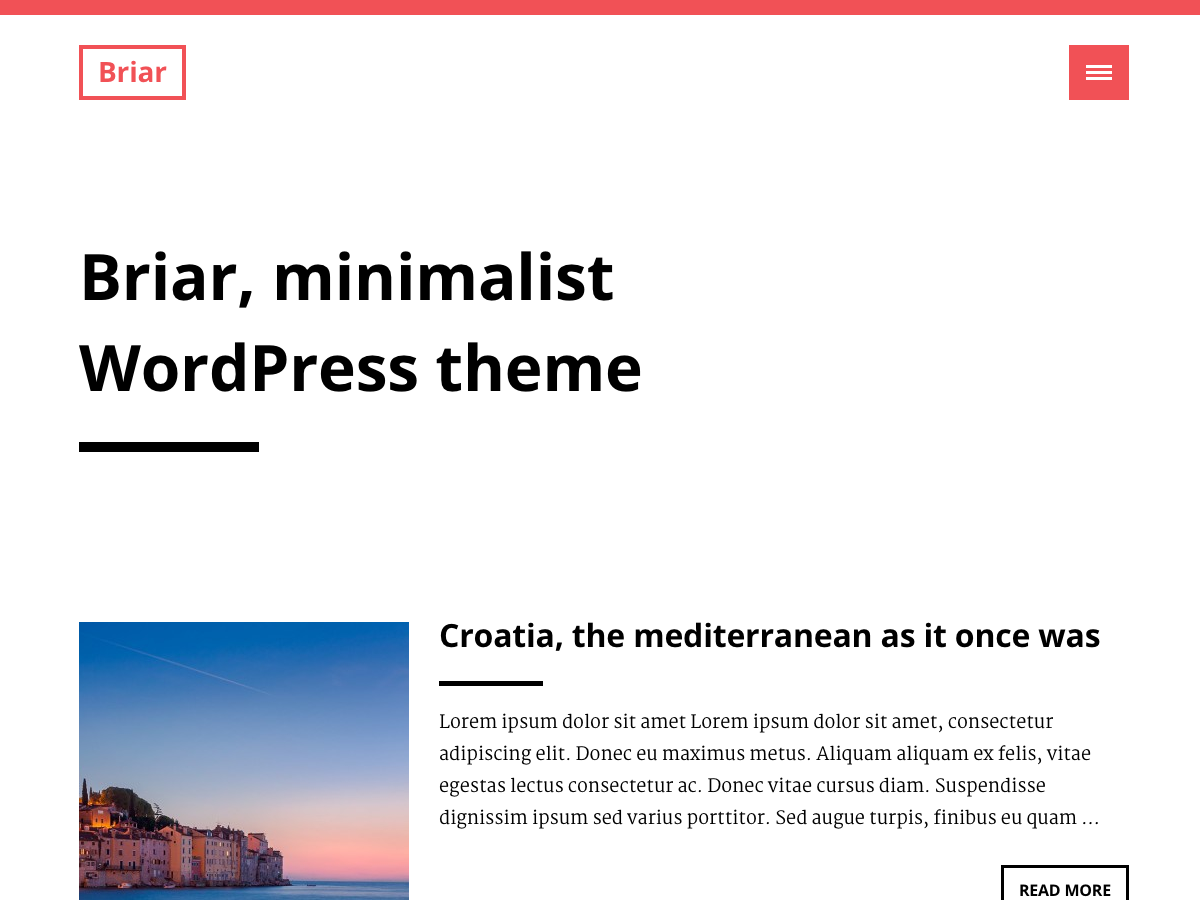 Briar
Briar, minimalist
WordPress theme
Croatia, the mediterranean as it once was
Lorem ipsum dolor sit amet Lorem ipsum dolor sit amet, consectetur
adipiscing elit. Donec eu maximus metus. Aliquam aliquam ex felis, vitae
egestas lectus consectetur ac. Donec vitae cursus diam. Suspendisse
dignissim ipsum sed varius porttitor. Sed augue turpis, finibus eu quam …
READ MORE